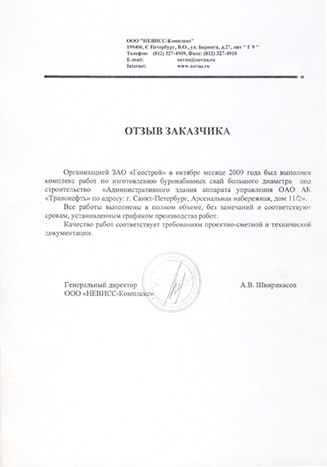 ООО "НЕВИСС-Комплекс"
199406, С Петербург, В.О., ул. Беринга, д.27, лит " Г 9 "
Телефон: (812) 327-4909, Факс: (812) 327-4910
E-mail: neviss@neviss.ru
Internet: www.neviss.ru
ОТЗЫВ ЗАКАЗЧИКА
Организацией ЗАО «Геострой» в октябре месяце 2009 года был выполнен
комплекс работ по изготовлению буронабивных свай большого диаметра под
строительство «Административного здания аппарата управления ОАО АК
«Транснефть» по адресу: г. Санкт-Петербург, Арсенальная набережная, дом 11/2».
Все работы выполнены в полном объеме, без замечаний и соответствуют
срокам, установленным графиком производства работ.
Качество работ соответствует требованиям проектно-сметной и технической
документации.
Генеральный директор А.В. Швирикасов
ООО «НЕВИСС-Комплекс»